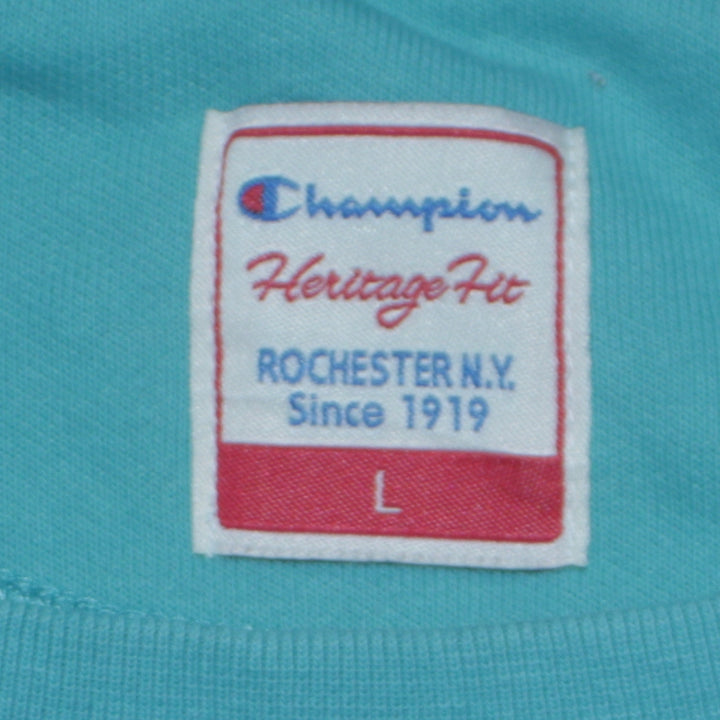 Champion
Heritage Fit
ROCHESTER N.Y.
Since 1919
L